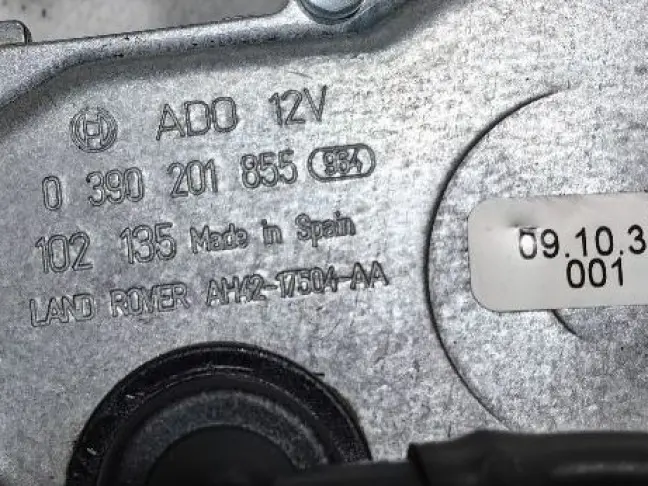 ADO 12V
0 390 201 855 964
102 135 Made in Spain
LAND ROVER AH42-17504-AA
09.10.3
001